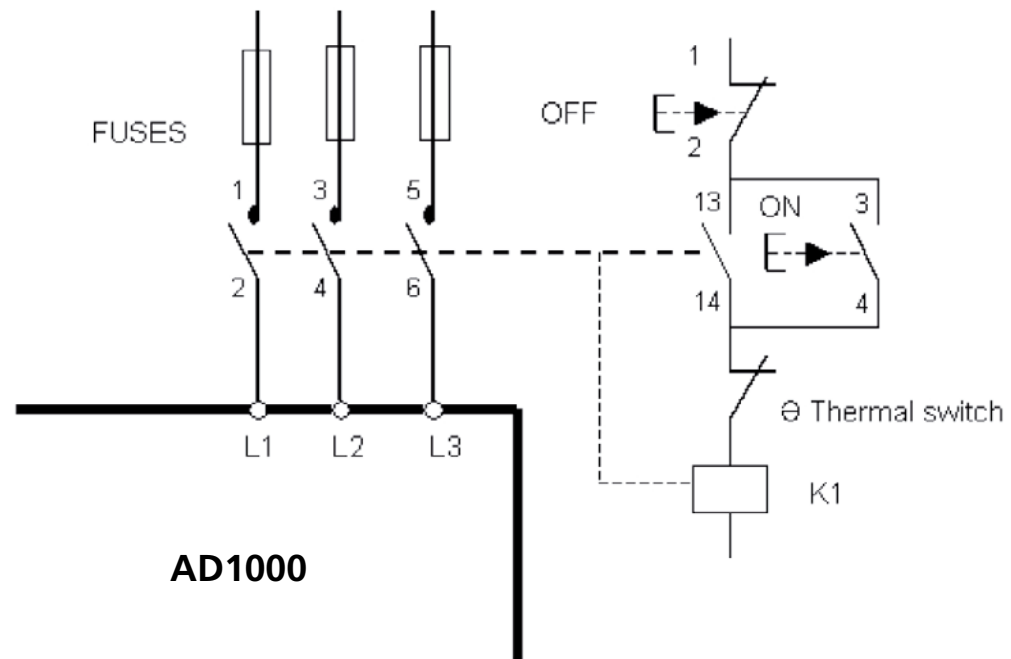 FUSES
1
3
5
2
4
6
L1
L2
L3
AD1000
1
OFF
2
13
ON
3
14
4
Θ Thermal switch
K1